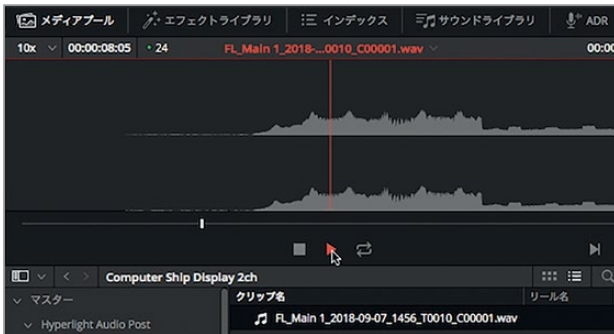 メディアプール エフェクトライブラリ インデックス サウンドライブラリ ADR
10x 00:00:08:05 24 FL_Main 1_2018-...0010_C00001.wav 00:00
Computer Ship Display 2ch
マスター クリップ名 リール名
Hyperlight Audio Post FL_Main 1_2018-09-07_1456_T0010_C00001.wav